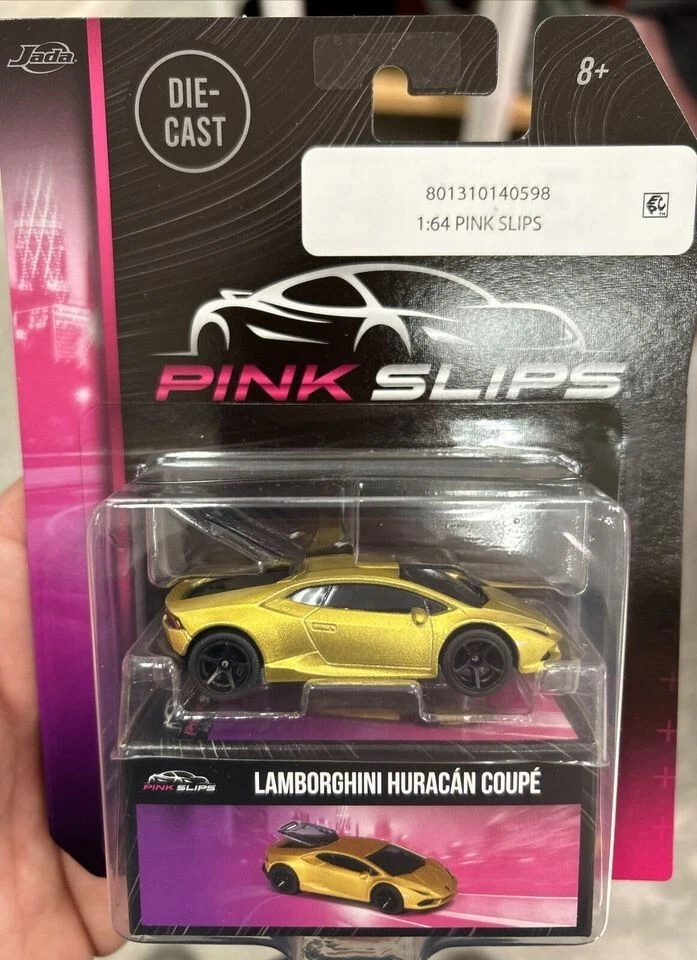 Jada
DIE-
CAST
8+
801310140598
1:64 PINK SLIPS
PINK SLIPS
PINK SLIPS
LAMBORGHINI HURACÁN COUPÉ